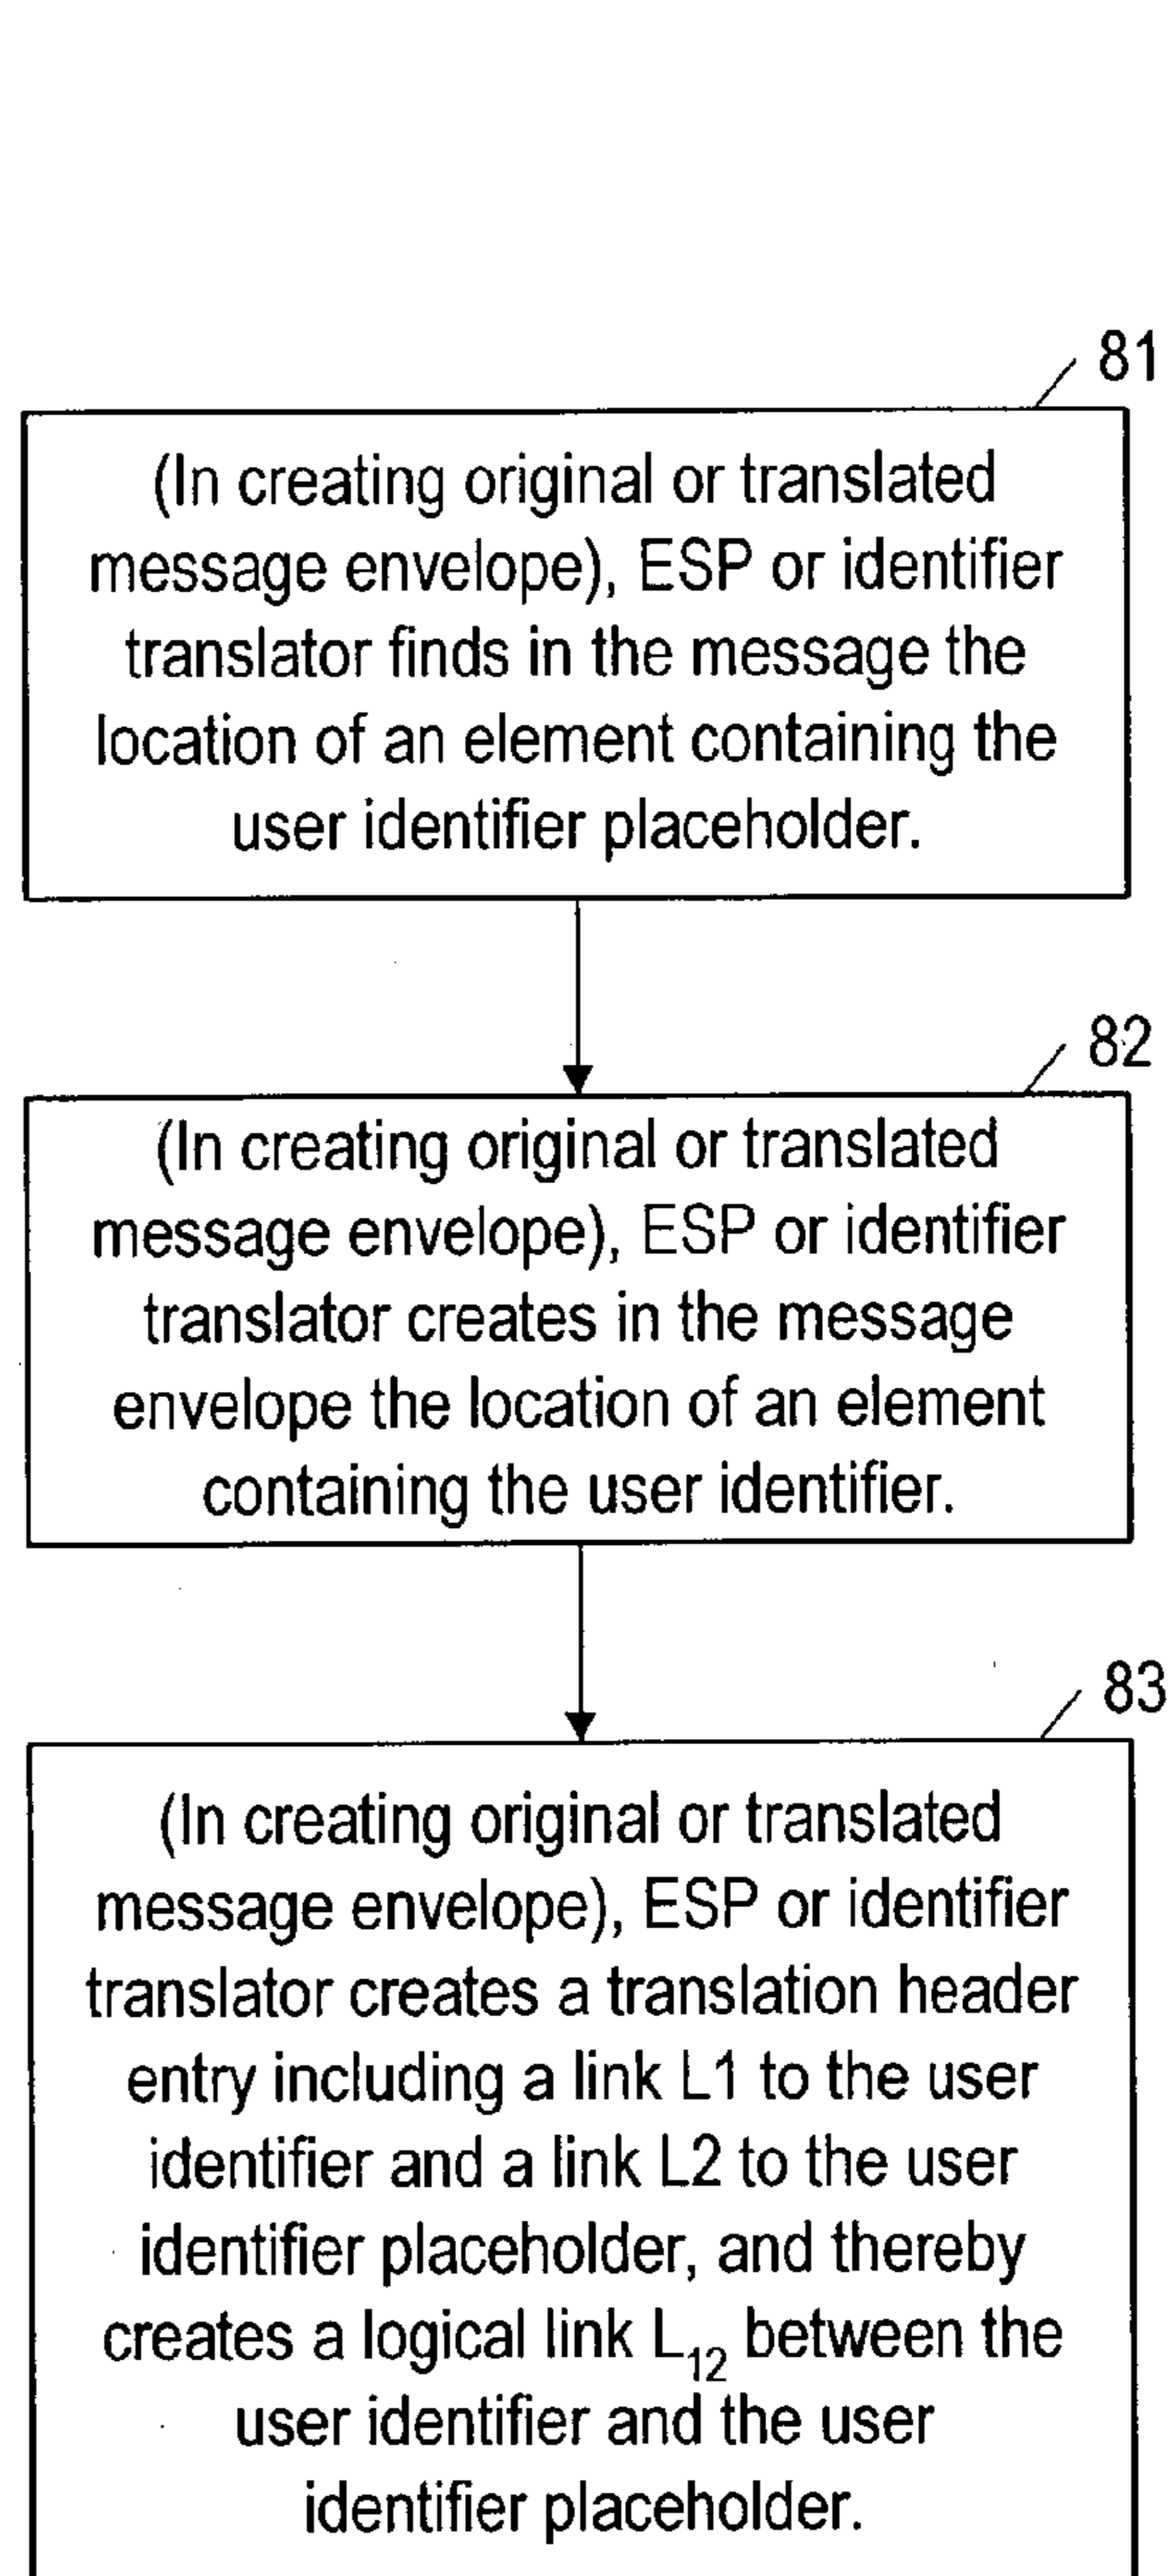 81
(In creating original or translated
message envelope), ESP or identifier
translator finds in the message the
location of an element containing the
user identifier placeholder.
82
(In creating original or translated
message envelope), ESP or identifier
translator creates in the message
envelope the location of an element
containing the user identifier.
83
(In creating original or translated
message envelope), ESP or identifier
translator creates a translation header
entry including a link L1 to the user
identifier and a link L2 to the user
identifier placeholder, and thereby
creates a logical link L12 between the
user identifier and the user
identifier placeholder.